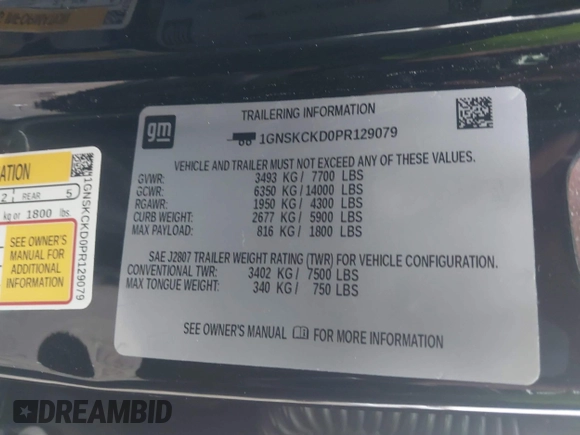 gm
TRAILERING INFORMATION
1GNSKCKD0PR129079
VEHICLE AND TRAILER MUST NOT EXCEED ANY OF THESE VALUES.
GVWR: 3493 KG / 7700 LBS
GCWR: 6350 KG / 14000 LBS
RGAWR: 1950 KG / 4300 LBS
CURB WEIGHT: 2677 KG / 5900 LBS
MAX PAYLOAD: 816 KG / 1800 LBS
SAE J2807 TRAILER WEIGHT RATING (TWR) FOR VEHICLE CONFIGURATION.
CONVENTIONAL TWR: 3402 KG / 7500 LBS
MAX TONGUE WEIGHT: 340 KG / 750 LBS
SEE OWNER'S MANUAL FOR MORE INFORMATION
2 REAR 5
kg or 1800 lbs.
SEE OWNER'S
MANUAL FOR
ADDITIONAL
INFORMATION
1GNSKCKD0PR129079
DREAMBID